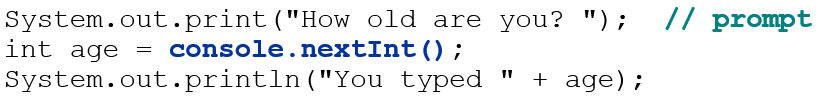 System.out.print("How old are you? ");  // prompt
int age = console.nextInt();
System.out.println("You typed " + age);